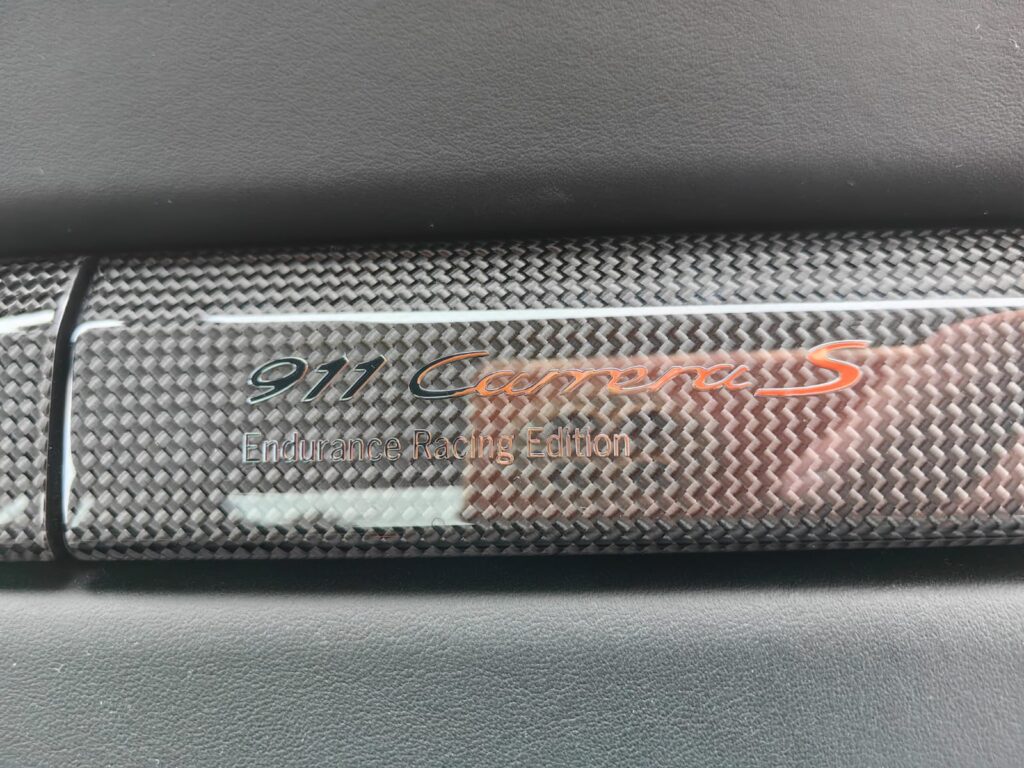 911 Carrera S
Endurance Racing Edition